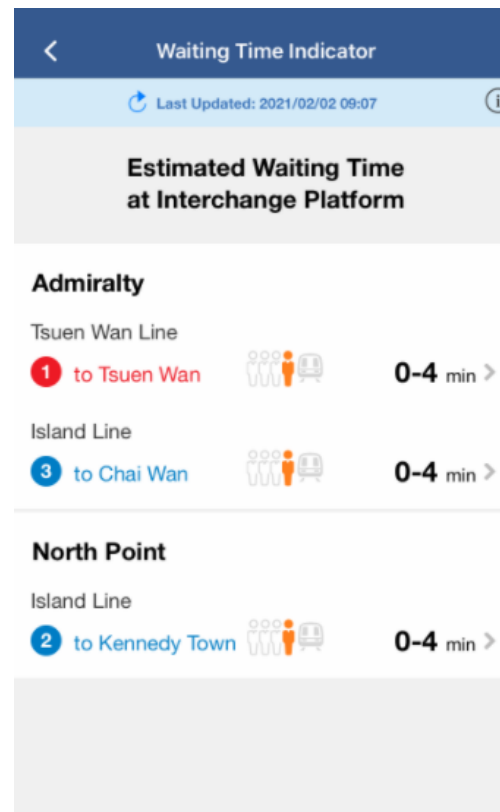 Waiting Time Indicator
Last Updated: 2021/02/02 09:07
Estimated Waiting Time
at Interchange Platform
Admiralty
Tsuen Wan Line
1 to Tsuen Wan 0-4 min
Island Line
3 to Chai Wan 0-4 min
North Point
Island Line
2 to Kennedy Town 0-4 min